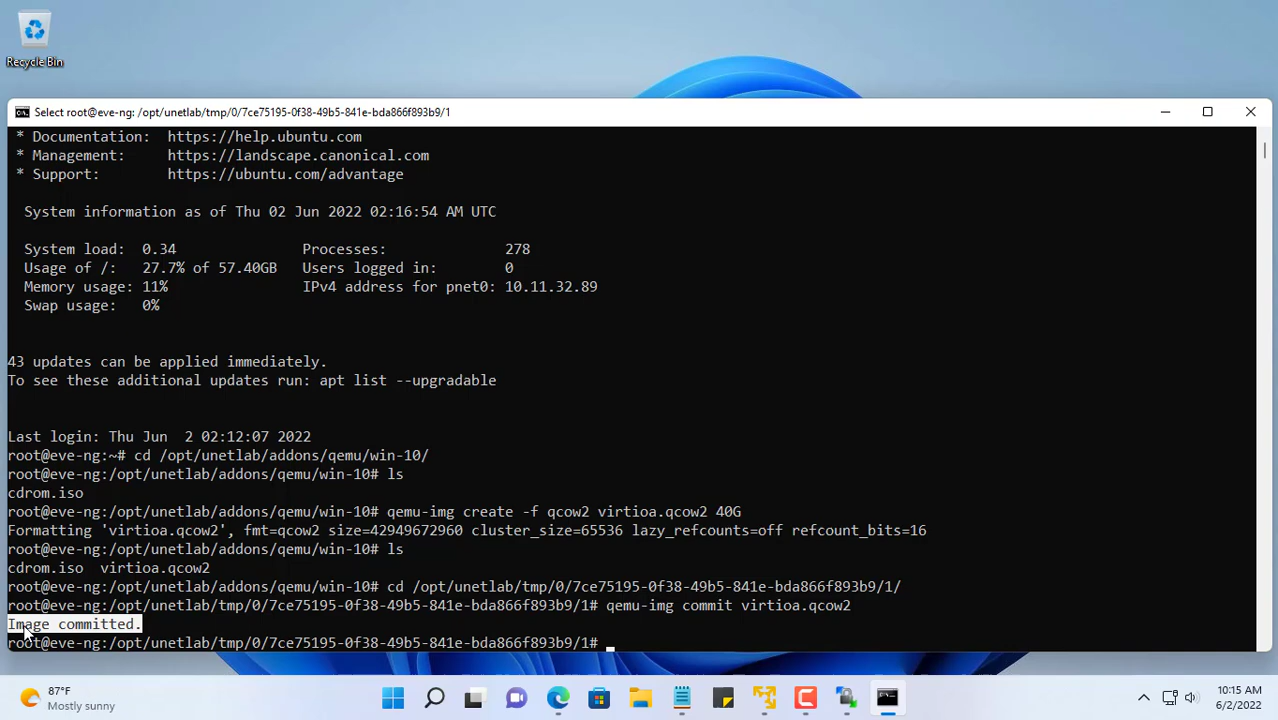 Recycle Bin
Select root@eve-ng: /opt/unetlab/tmp/0/7ce75195-0f38-49b5-841e-bda866f893b9/1
* Documentation:  https://help.ubuntu.com
* Management:     https://landscape.canonical.com
* Support:        https://ubuntu.com/advantage
System information as of Thu 02 Jun 2022 02:16:54 AM UTC
System load:  0.34                Processes:               278
Usage of /:   27.7% of 57.40GB   Users logged in:         0
Memory usage: 11%                 IPv4 address for pnet0: 10.11.32.89
Swap usage:   0%
43 updates can be applied immediately.
To see these additional updates run: apt list --upgradable
Last login: Thu Jun  2 02:12:07 2022
root@eve-ng:~# cd /opt/unetlab/addons/qemu/win-10/
root@eve-ng:/opt/unetlab/addons/qemu/win-10# ls
cdrom.iso
root@eve-ng:/opt/unetlab/addons/qemu/win-10# qemu-img create -f qcow2 virtioa.qcow2 40G
Formatting 'virtioa.qcow2', fmt=qcow2 size=42949672960 cluster_size=65536 lazy_refcounts=off refcount_bits=16
root@eve-ng:/opt/unetlab/addons/qemu/win-10# ls
cdrom.iso  virtioa.qcow2
root@eve-ng:/opt/unetlab/addons/qemu/win-10# cd /opt/unetlab/tmp/0/7ce75195-0f38-49b5-841e-bda866f893b9/1/
root@eve-ng:/opt/unetlab/tmp/0/7ce75195-0f38-49b5-841e-bda866f893b9/1# qemu-img commit virtioa.qcow2
Image committed.
root@eve-ng:/opt/unetlab/tmp/0/7ce75195-0f38-49b5-841e-bda866f893b9/1#
87°F
Mostly sunny
10:15 AM
6/2/2022